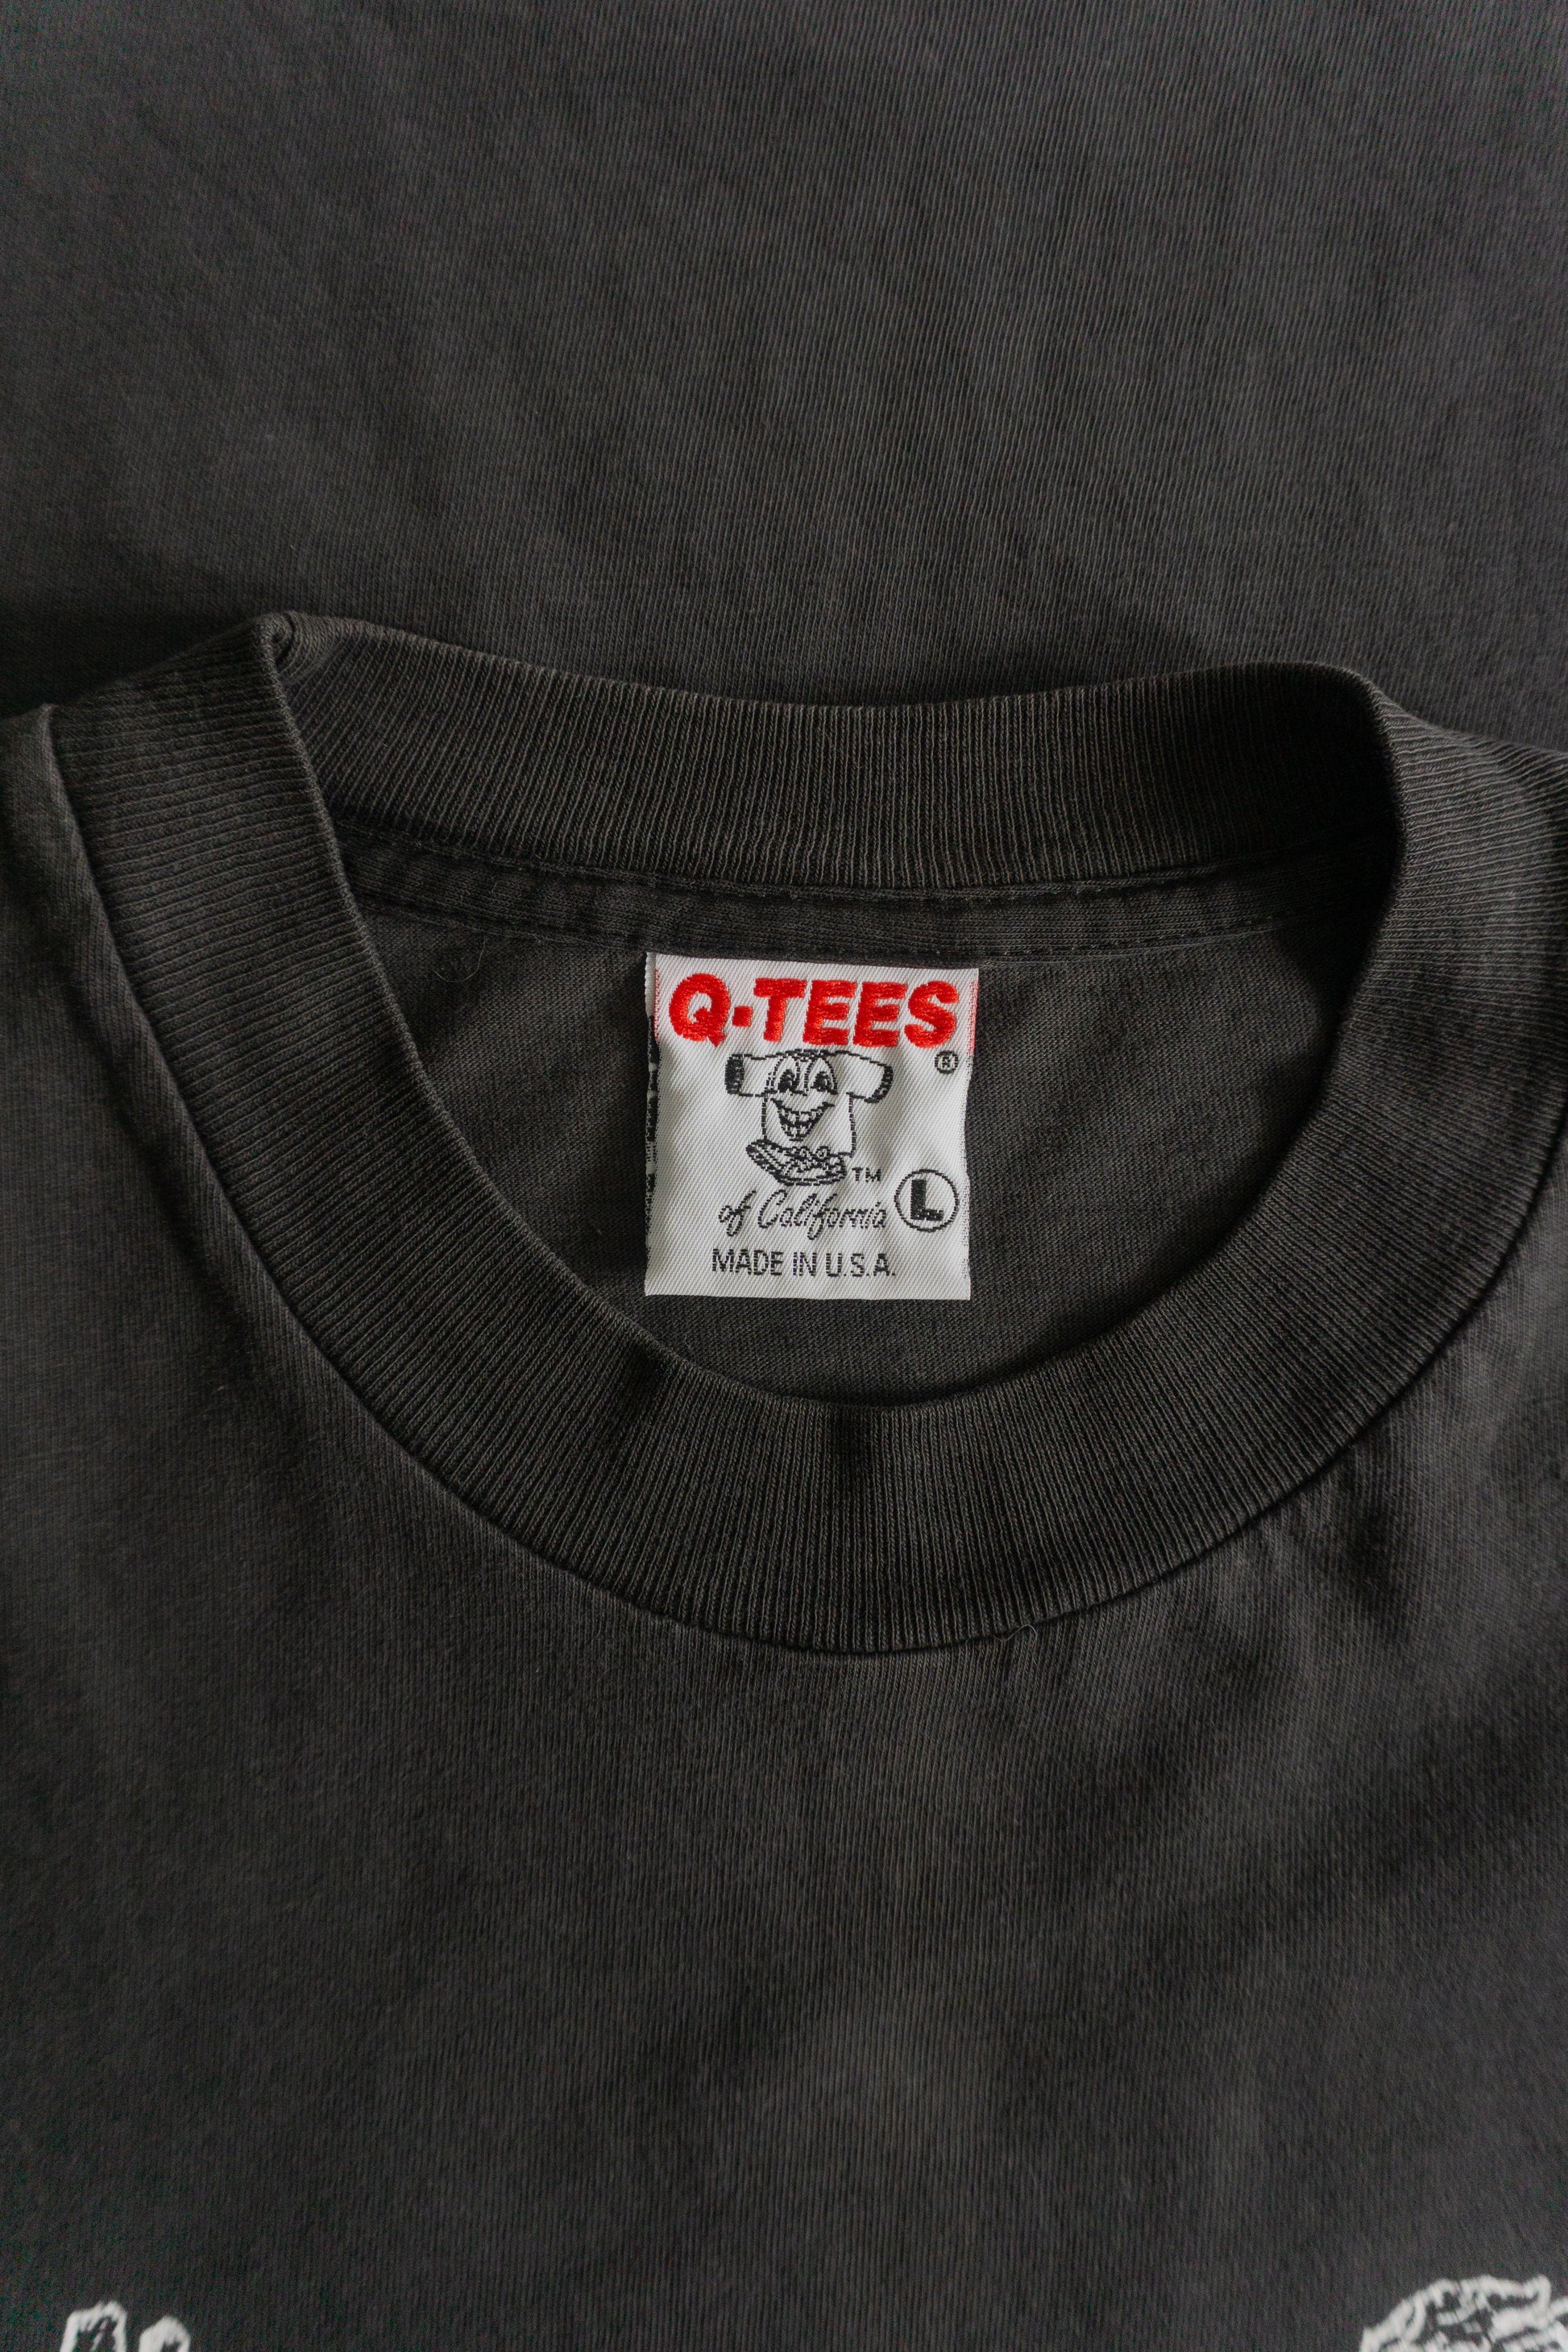 Q-TEES
®
TM
of California L
MADE IN U.S.A.